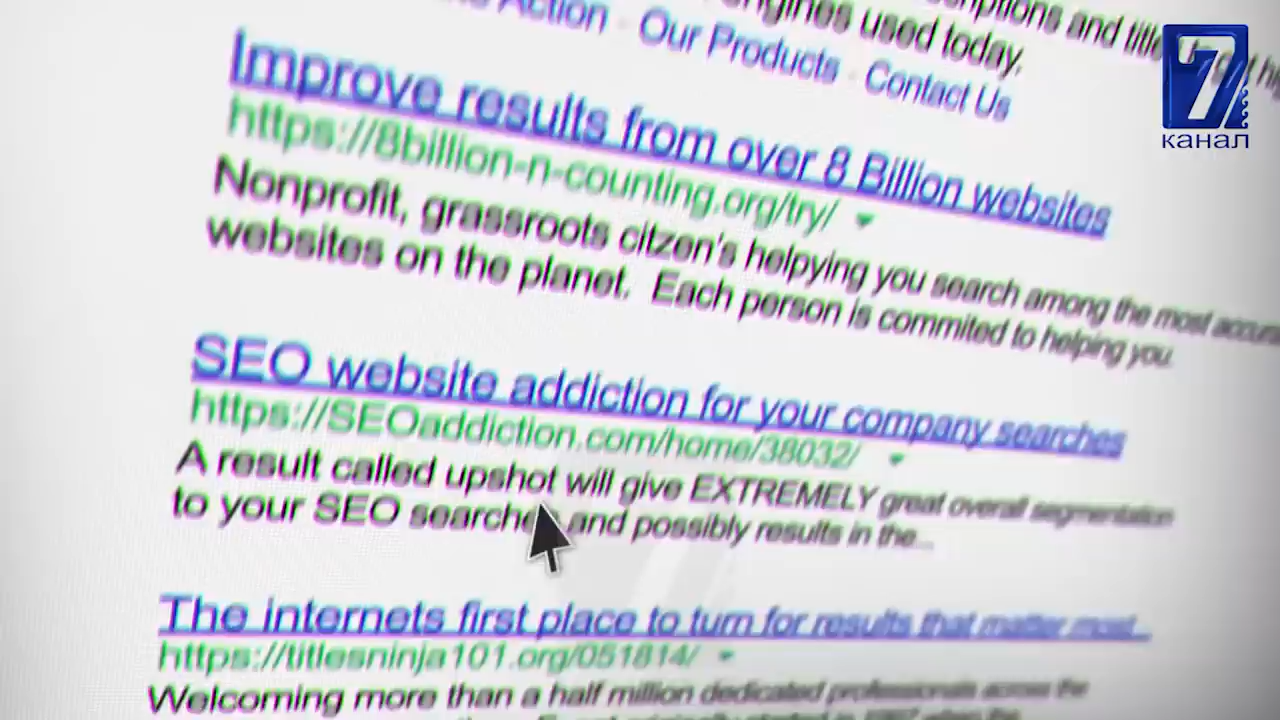 Action · Our Products · Contact Us
engines used today.
and
7
канал
Improve results from over 8 Billion websites
https://8billion-n-counting.org/try/
Nonprofit, grassroots citzen's helpying you search among the most
websites on the planet. Each person is commited to helping you.
SEO website addiction for your company searches
https://SEOaddiction.com/home/38032/
A result called upshot will give EXTREMELY great overall segmentation
to your SEO and possibly results in the...
The internets first place to turn for results that matter most...
https://titlesninja101.org/051814/
Welcoming more than a half million dedicated professionals across the